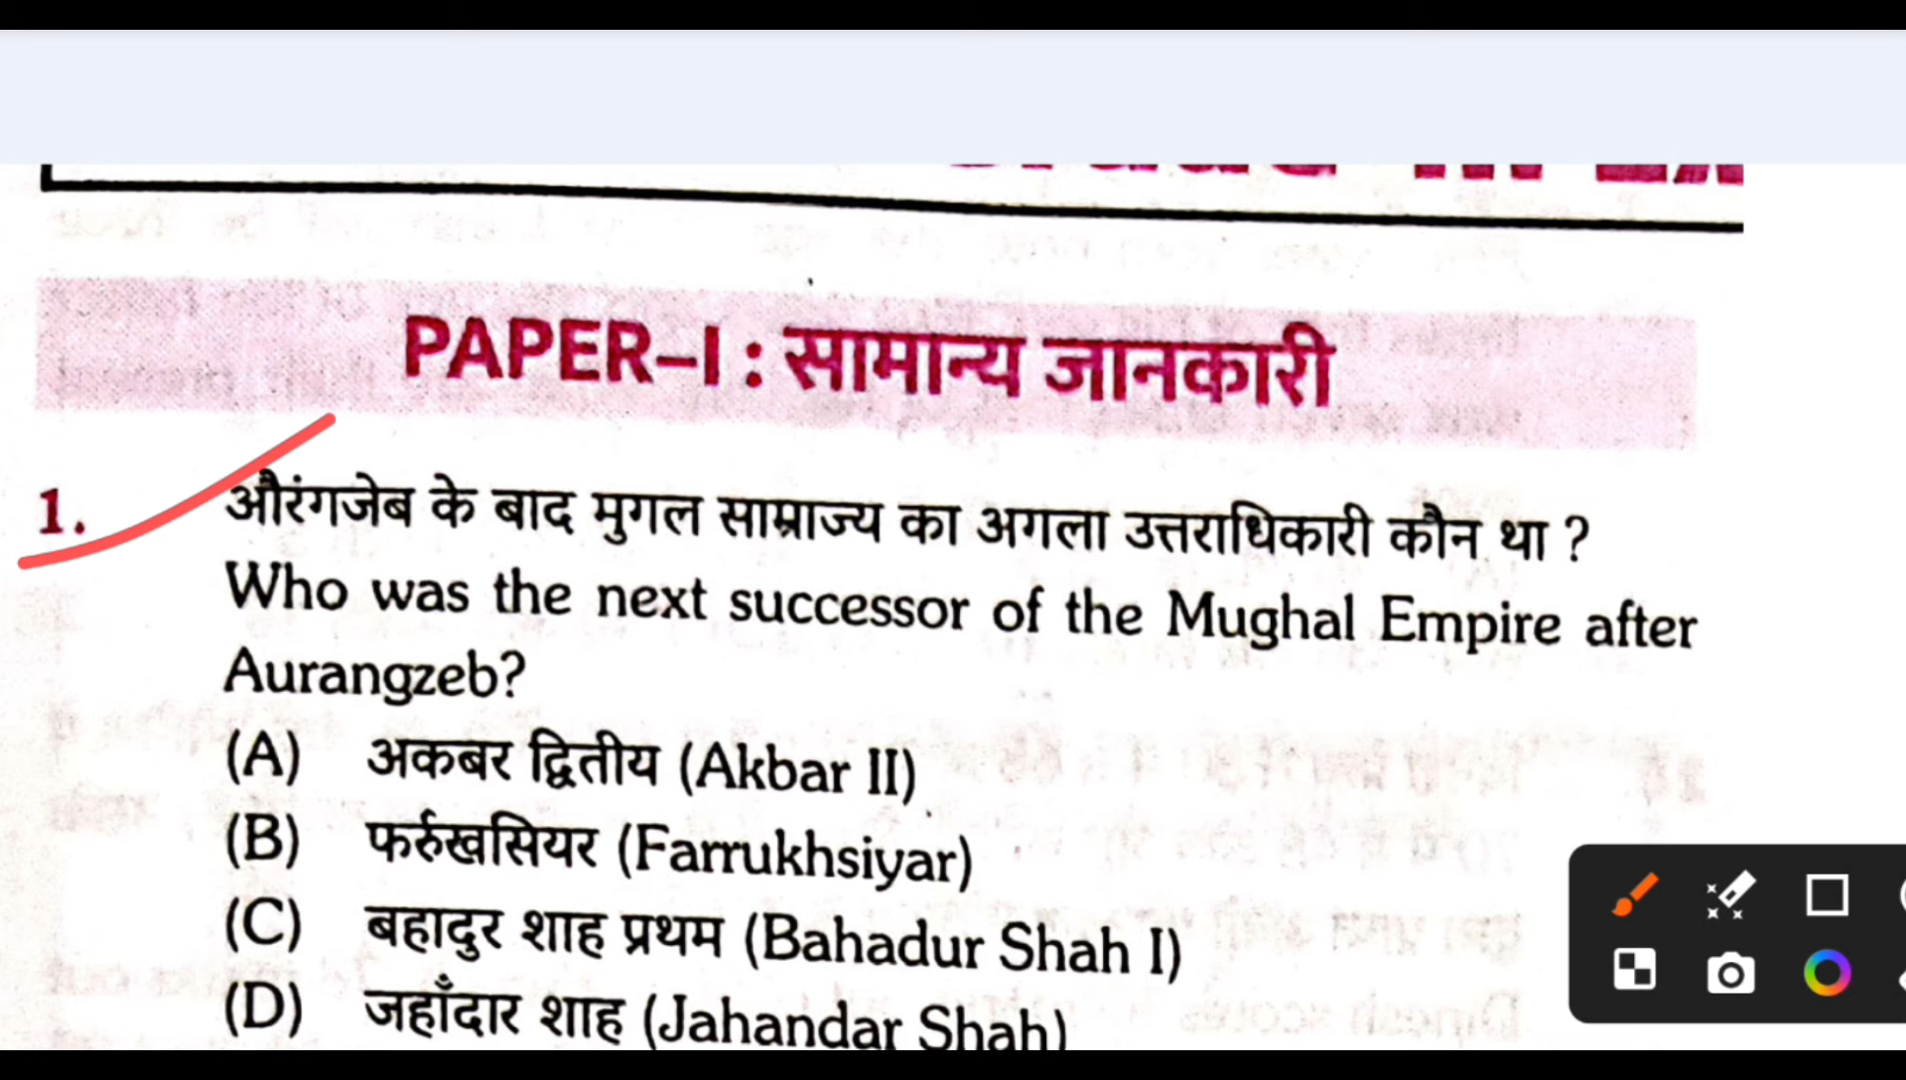 PAPER–I : सामान्य जानकारी
1. औरंगजेब के बाद मुगल साम्राज्य का अगला उत्तराधिकारी कौन था ?
Who was the next successor of the Mughal Empire after
Aurangzeb?
(A) अकबर द्वितीय (Akbar II)
(B) फर्रुखसियर (Farrukhsiyar)
(C) बहादुर शाह प्रथम (Bahadur Shah I)
(D) जहाँदार शाह (Jahandar Shah)